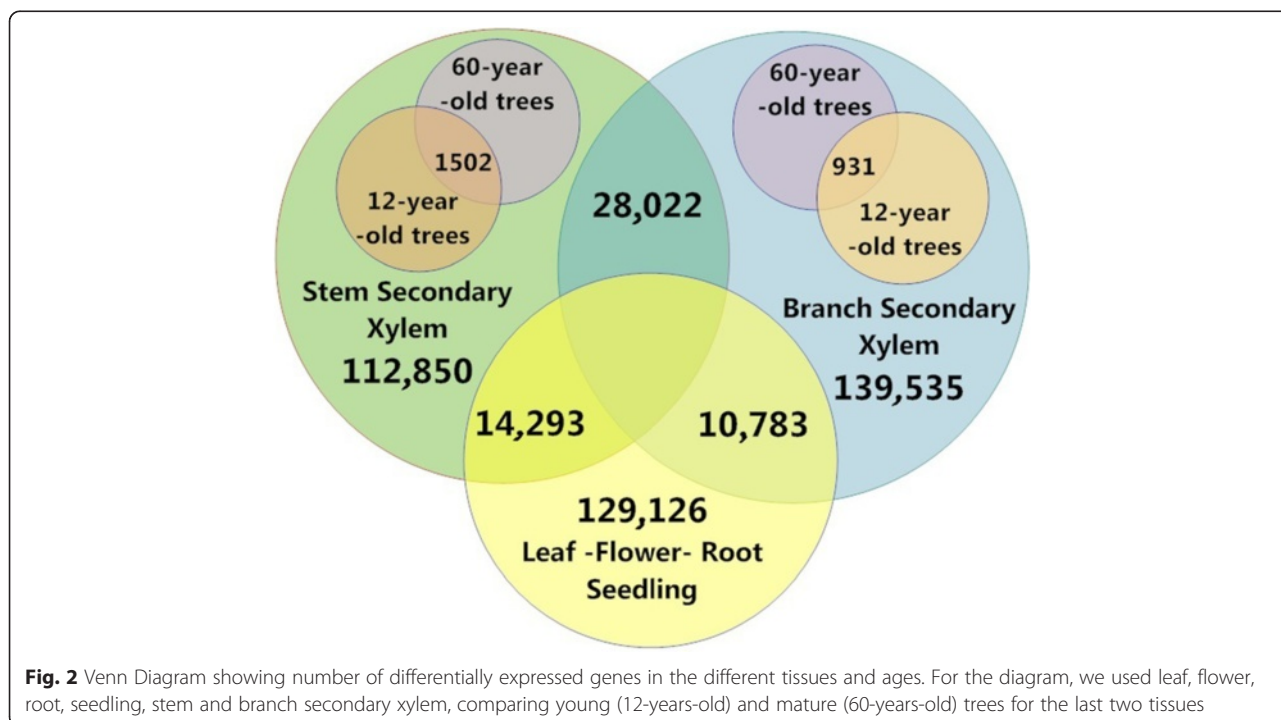 60-year
-old trees
1502
12-year
-old trees
Stem Secondary
Xylem
112,850
28,022
60-year
-old trees
931
12-year
-old trees
Branch Secondary
Xylem
139,535
14,293
10,783
129,126
Leaf -Flower- Root
Seedling
Fig. 2 Venn Diagram showing number of differentially expressed genes in the different tissues and ages. For the diagram, we used leaf, flower,
root, seedling, stem and branch secondary xylem, comparing young (12-years-old) and mature (60-years-old) trees for the last two tissues